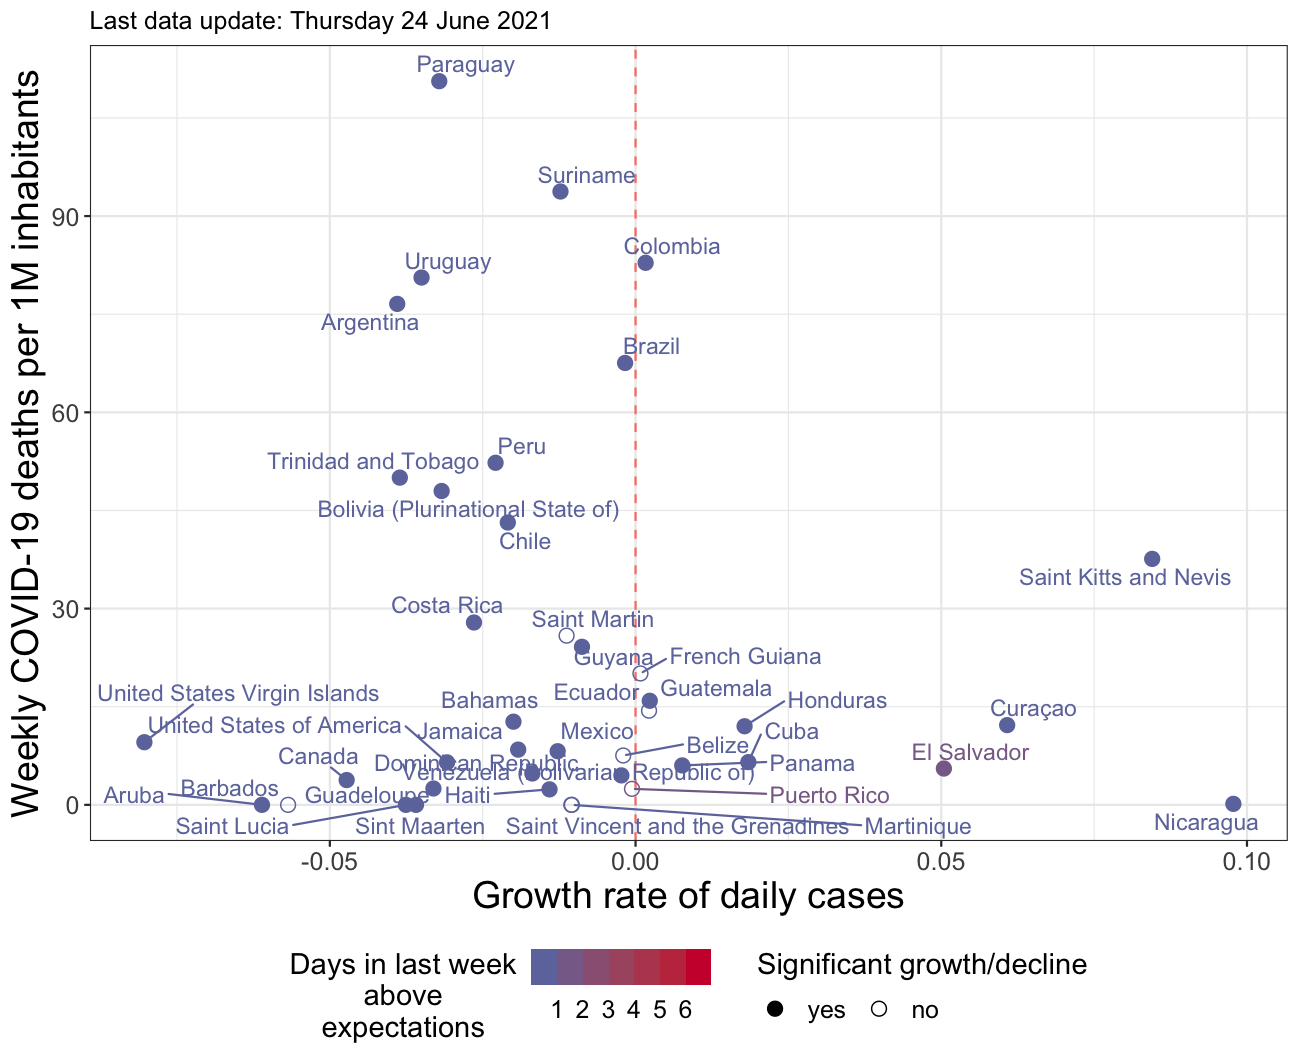 Last data update: Thursday 24 June 2021
Weekly COVID-19 deaths per 1M inhabitants
90
60
30
0
Paraguay
Suriname
Colombia
Uruguay
Argentina
Brazil
Peru
Trinidad and Tobago
Bolivia (Plurinational State of)
Chile
Saint Kitts and Nevis
Costa Rica
Saint Martin
Guyana
French Guiana
United States Virgin Islands
Bahamas
Ecuador
Guatemala
Honduras
Curaçao
United States of America
Jamaica
Mexico
Belize
Cuba
El Salvador
Canada
Dominican Republic
Panama
Venezuela (Bolivarian Republic of)
Aruba
Barbados
Guadeloupe
Haiti
Puerto Rico
Saint Lucia
Sint Maarten
Saint Vincent and the Grenadines
Martinique
Nicaragua
-0.05
0.00
0.05
0.10
Growth rate of daily cases
Days in last week
above
expectations
1 2 3 4 5 6
Significant growth/decline
yes
no